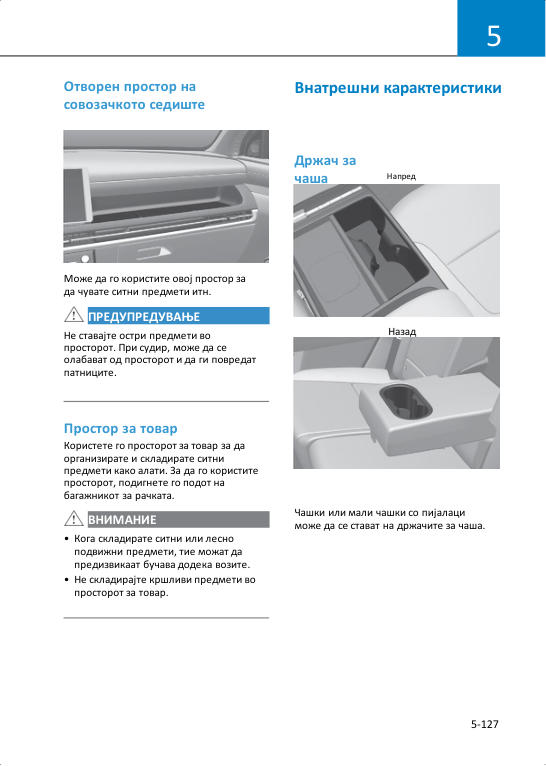 5
Отворен простор на
совозачкото седиште
Може да го користите овој простор за
да чувате ситни предмети итн.
ПРЕДУПРЕДУВАЊЕ
Не ставајте остри предмети во
просторот. При судир, може да се
олабават од просторот и да ги повредат
патниците.
Простор за товар
Користете го просторот за товар за да
организирате и складирате ситни
предмети како алати. За да го користите
просторот, подигнете го подот на
багажникот за рачката.
ВНИМАНИЕ
• Кога складирате ситни или лесно
подвижни предмети, тие можат да
предизвикаат бучава додека возите.
• Не складирајте кршливи предмети во
просторот за товар.
Внатрешни карактеристики
Држач за
чаша
Напред
Назад
Чашки или мали чашки со пијалаци
може да се стават на држачите за чаша.
5-127